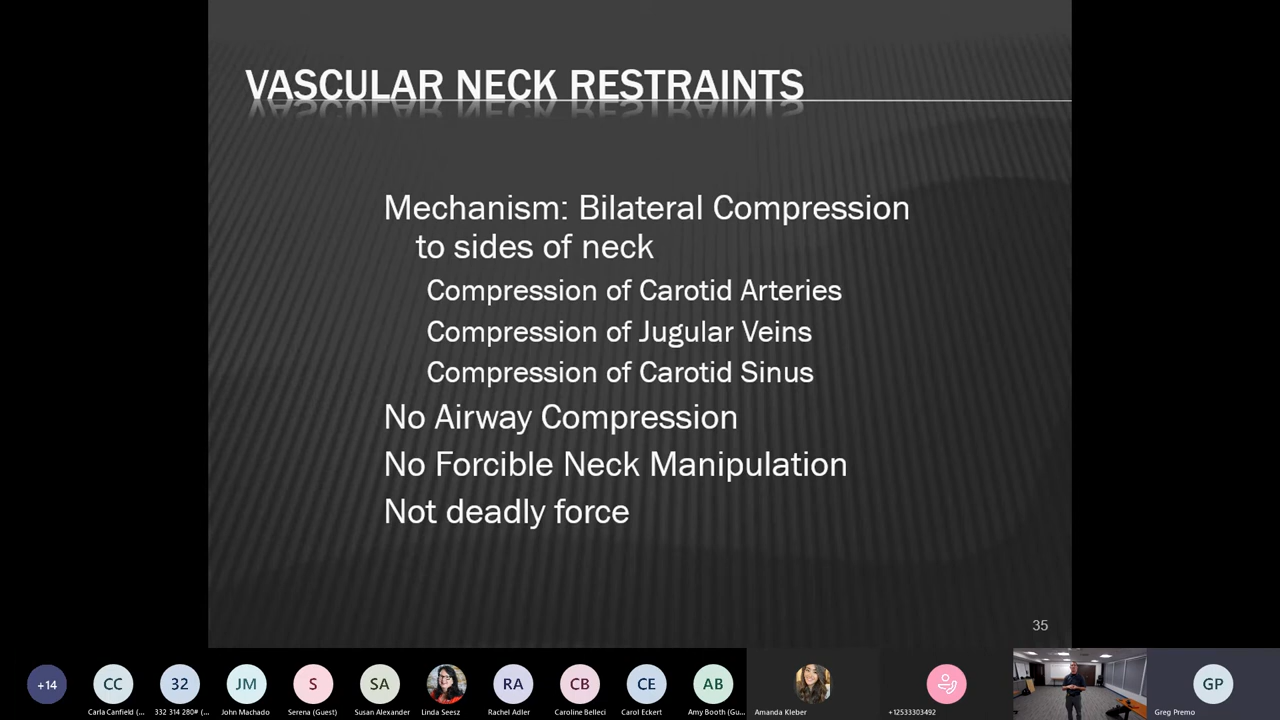 VASCULAR NECK RESTRAINTS
Mechanism: Bilateral Compression
to sides of neck
Compression of Carotid Arteries
Compression of Jugular Veins
Compression of Carotid Sinus
No Airway Compression
No Forcible Neck Manipulation
Not deadly force
35
+14
CC
32
JM
S
SA
RA
CB
CE
AB
GP
Carla Canfield (...
332 314 280# (...
John Machado
Serena (Guest)
Susan Alexander
Linda Seesz
Rachel Adler
Caroline Belleci
Carol Eckert
Amy Booth (Gu...
Amanda Kleber
+12533303492
Greg Premo